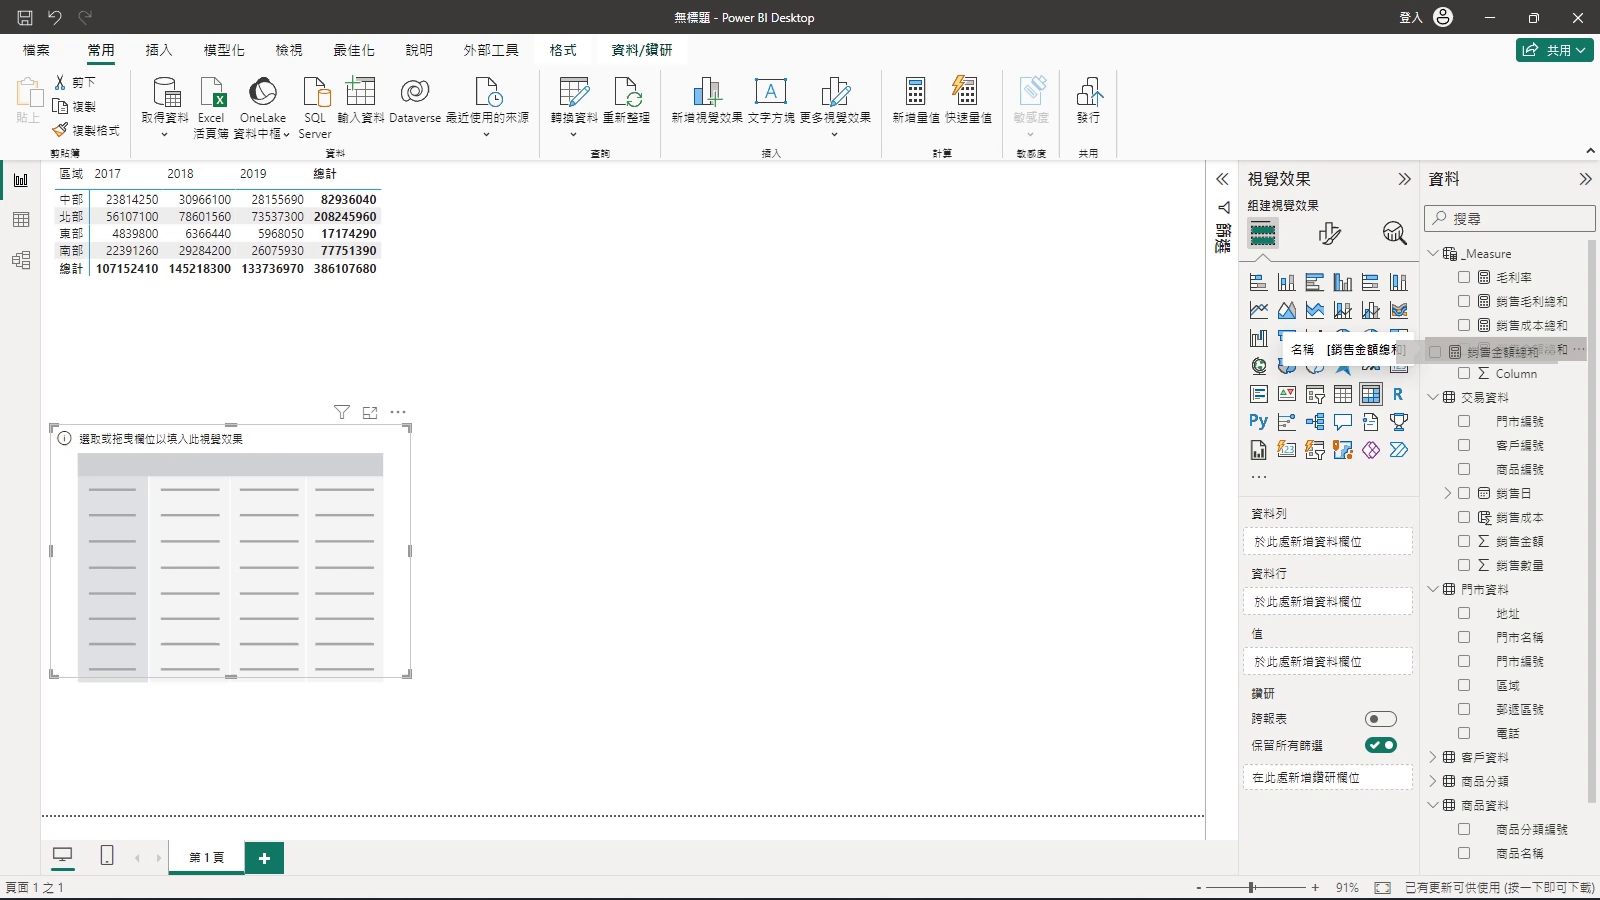 無標題 - Power BI Desktop
登入
檔案 常用 插入 模型化 檢視 最佳化 說明 外部工具 格式 資料/鑽研
共用
貼上
剪下
複製
複製格式
剪貼簿
取得資料
Excel
活頁簿
OneLake
資料中樞
SQL
Server
輸入資料
Dataverse
最近使用的來源
資料
轉換資料
重新整理
查詢
新增視覺效果
文字方塊
更多視覺效果
插入
新增量值
快速量值
計算
敏感度
敏感度
發行
共用
區域 2017 2018 2019 總計
中部 23814250 30966100 28155690 82936040
北部 56107100 78601560 73537300 208245960
東部 4839800 6366440 5968050 17174290
南部 22391260 29284200 26075930 77751390
總計 107152410 145218300 133736970 386107680
選取或拖曳欄位以填入此視覺效果
篩選
視覺效果
組建視覺效果
R
Py
123
名稱 [銷售金額總和]
資料列
於此處新增資料欄位
資料行
於此處新增資料欄位
值
於此處新增資料欄位
鑽研
跨報表
保留所有篩選
在此處新增鑽研欄位
資料
搜尋
_Measure
毛利率
銷售毛利總和
銷售成本總和
銷售金額總和
Column
交易資料
門市編號
客戶編號
商品編號
銷售日
銷售成本
銷售金額
銷售數量
門市資料
地址
門市名稱
門市編號
區域
郵遞區號
電話
客戶資料
商品分類
商品資料
商品分類編號
商品名稱
第 1 頁
頁面 1 之 1
- + 91%
已有更新可供使用 (按一下即可下載)